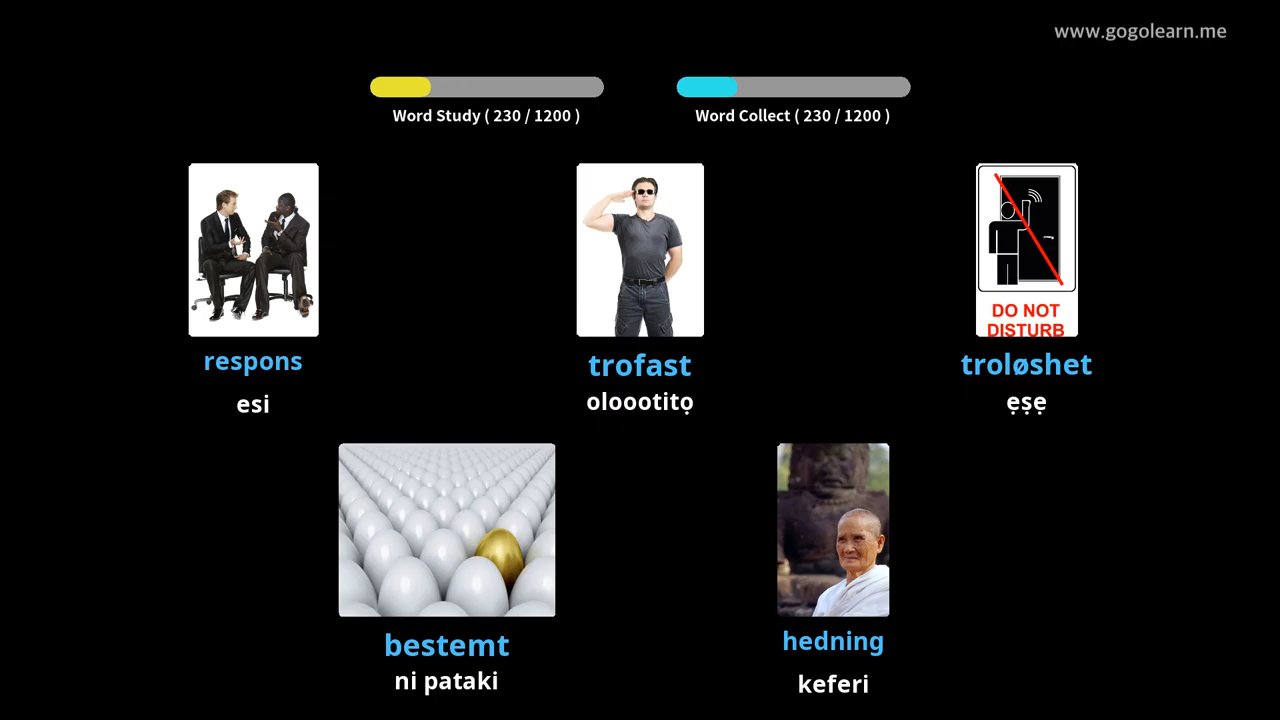 www.gogolearn.me
Word Study ( 230 / 1200 )
Word Collect ( 230 / 1200 )
DO NOT
DISTURB
respons
trofast
troløshet
esi
oloootitọ
ẹṣẹ
bestemt
hedning
ni pataki
keferi